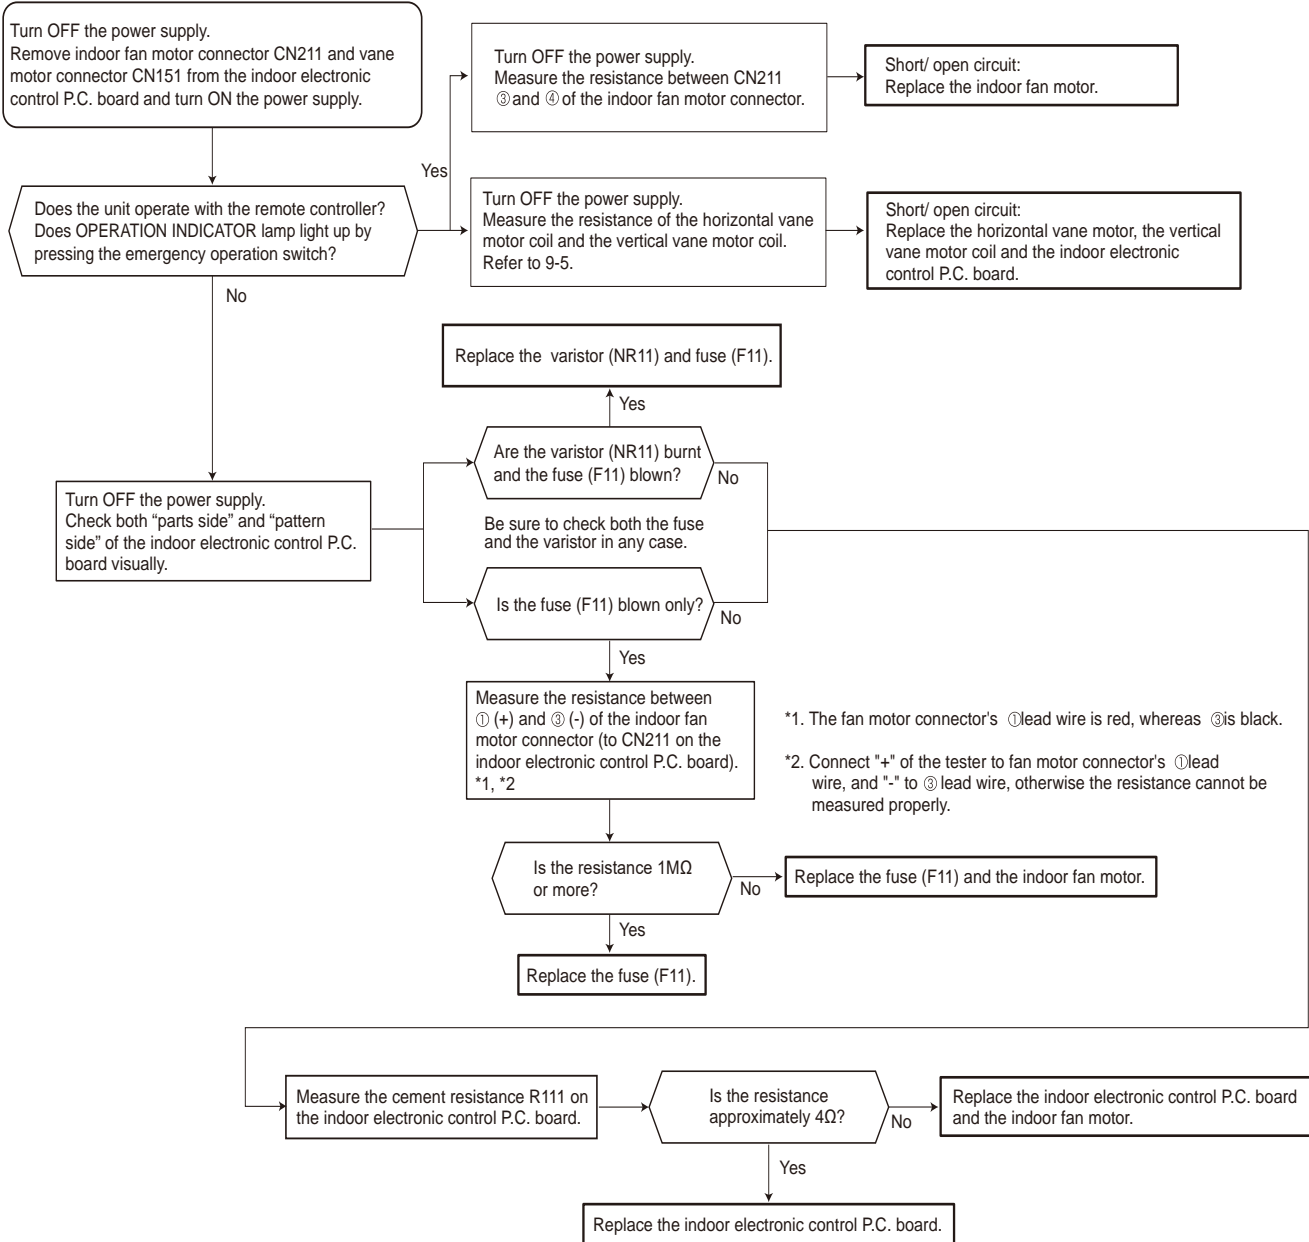 Turn OFF the power supply.
Remove indoor fan motor connector CN211 and vane
motor connector CN151 from the indoor electronic
control P.C. board and turn ON the power supply.
Turn OFF the power supply.
Measure the resistance between CN211
③ and ④ of the indoor fan motor connector.
Short/ open circuit:
Replace the indoor fan motor.
Yes
Does the unit operate with the remote controller?
Does OPERATION INDICATOR lamp light up by
pressing the emergency operation switch?
Turn OFF the power supply.
Measure the resistance of the horizontal vane
motor coil and the vertical vane motor coil.
Refer to 9-5.
Short/ open circuit:
Replace the horizontal vane motor, the vertical
vane motor coil and the indoor electronic
control P.C. board.
No
Replace the varistor (NR11) and fuse (F11).
Yes
Are the varistor (NR11) burnt
and the fuse (F11) blown?
No
Turn OFF the power supply.
Check both “parts side” and “pattern
side” of the indoor electronic control P.C.
board visually.
Be sure to check both the fuse
and the varistor in any case.
Is the fuse (F11) blown only?
No
Yes
Measure the resistance between
① (+) and ③ (-) of the indoor fan
motor connector (to CN211 on the
indoor electronic control P.C. board).
*1, *2
*1. The fan motor connector's ①lead wire is red, whereas ③is black.
*2. Connect "+" of the tester to fan motor connector's ①lead
wire, and "-" to ③ lead wire, otherwise the resistance cannot be
measured properly.
Is the resistance 1MΩ
or more?
No
Replace the fuse (F11) and the indoor fan motor.
Yes
Replace the fuse (F11).
Measure the cement resistance R111 on
the indoor electronic control P.C. board.
Is the resistance
approximately 4Ω?
No
Replace the indoor electronic control P.C. board
and the indoor fan motor.
Yes
Replace the indoor electronic control P.C. board.